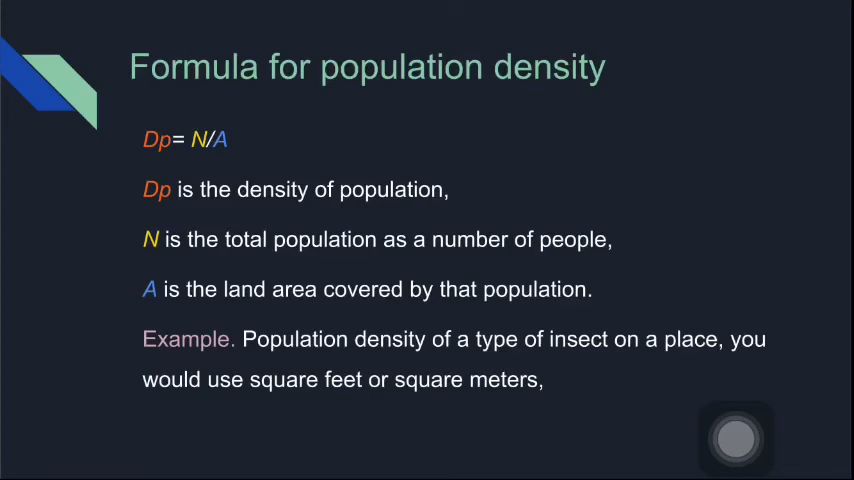 Formula for population density
Dp= N/A
Dp is the density of population,
N is the total population as a number of people,
A is the land area covered by that population.
Example. Population density of a type of insect on a place, you
would use square feet or square meters,